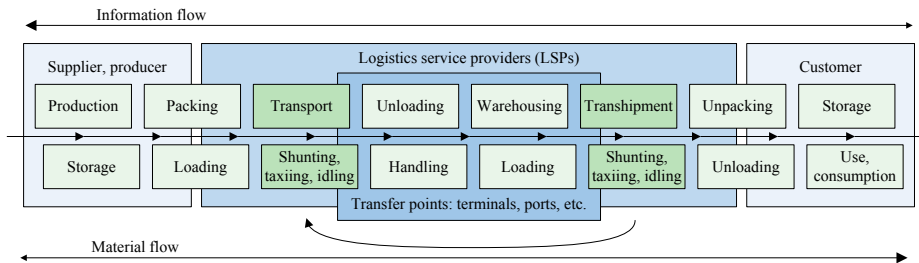 Information flow
Supplier, producer
Logistics service providers (LSPs)
Customer
Production
Packing
Transport
Unloading
Warehousing
Transhipment
Unpacking
Storage
Storage
Loading
Shunting,
taxiing, idling
Handling
Loading
Shunting,
taxiing, idling
Unloading
Use,
consumption
Transfer points: terminals, ports, etc.
Material flow